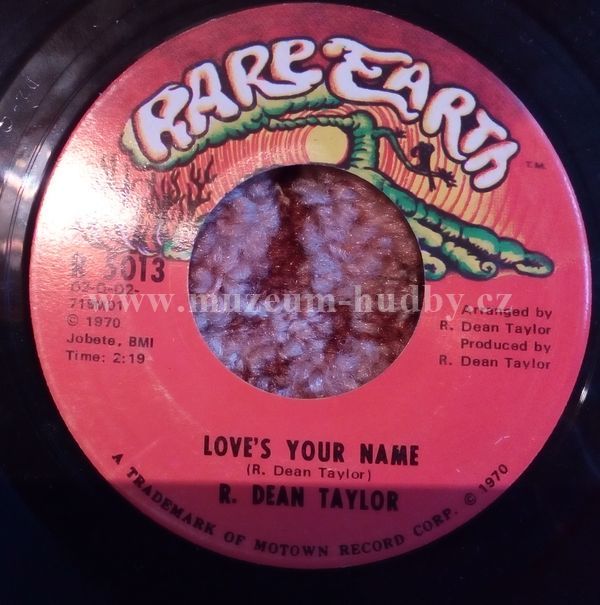 RARE EARTH
T.M.
R 5013
www.muzeum-hudby.cz
© 1970
Jobete, BMI
Time: 2:19
Arranged by
R. Dean Taylor
Produced by
R. Dean Taylor
LOVE'S YOUR NAME
(R. Dean Taylor)
R. DEAN TAYLOR
A TRADEMARK OF MOTOWN RECORD CORP. © 1970